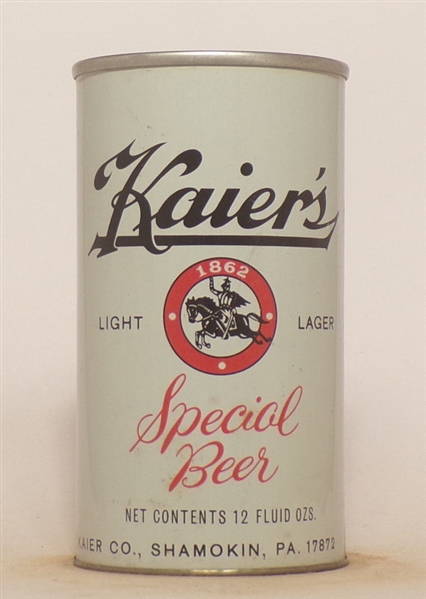 Kaier's
1862
LIGHT LAGER
Special
Beer
NET CONTENTS 12 FLUID OZS.
KAIER CO., SHAMOKIN, PA. 17872